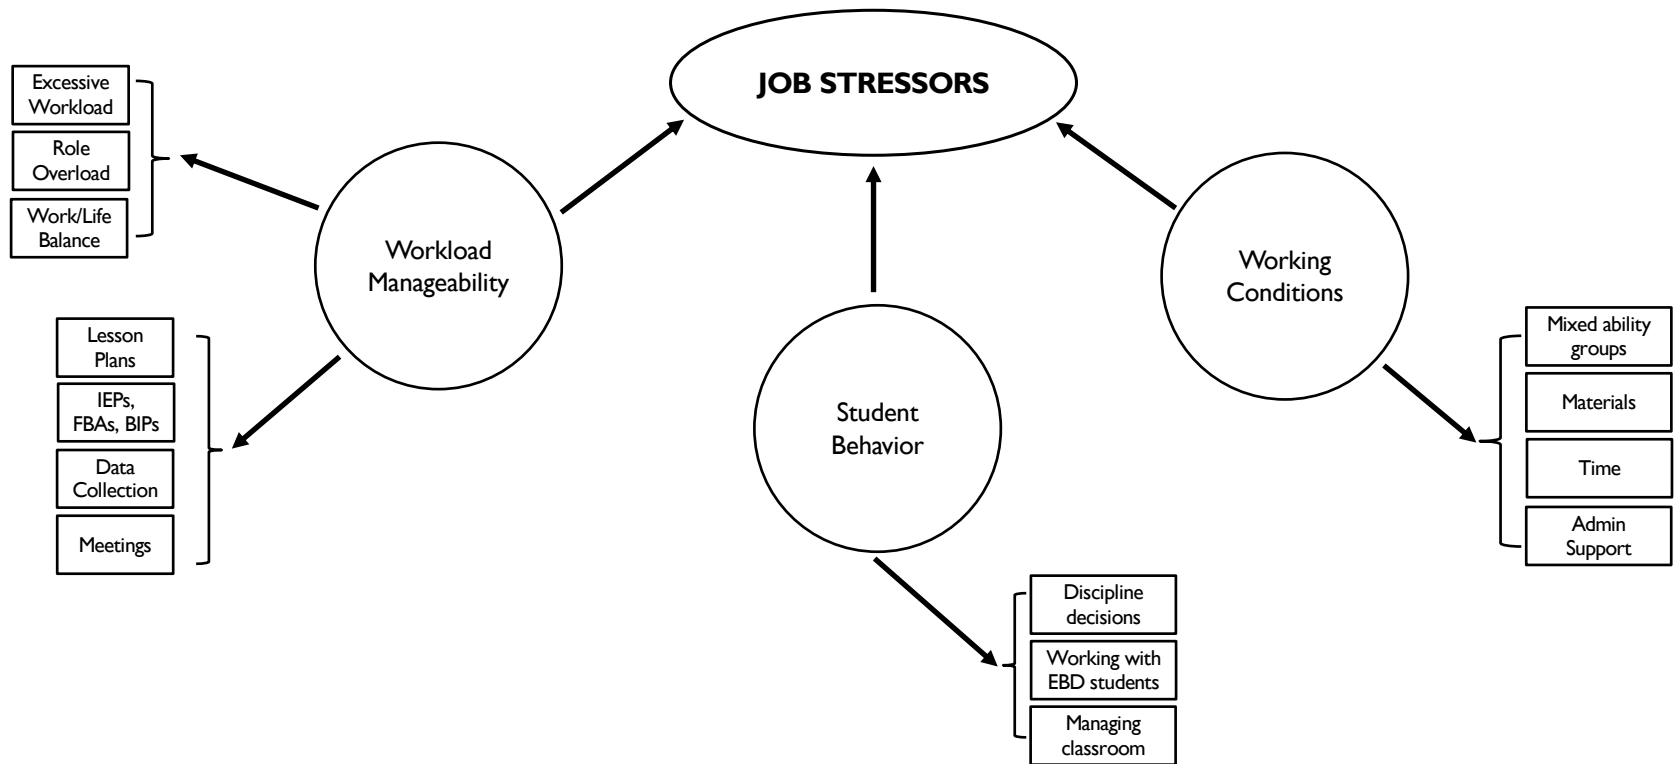 JOB STRESSORS
Excessive
Workload
Role
Overload
Work/Life
Balance
Workload
Manageability
Lesson
Plans
IEPs,
FBAs, BIPs
Data
Collection
Meetings
Student
Behavior
Discipline
decisions
Working with
EBD students
Managing
classroom
Working
Conditions
Mixed ability
groups
Materials
Time
Admin
Support